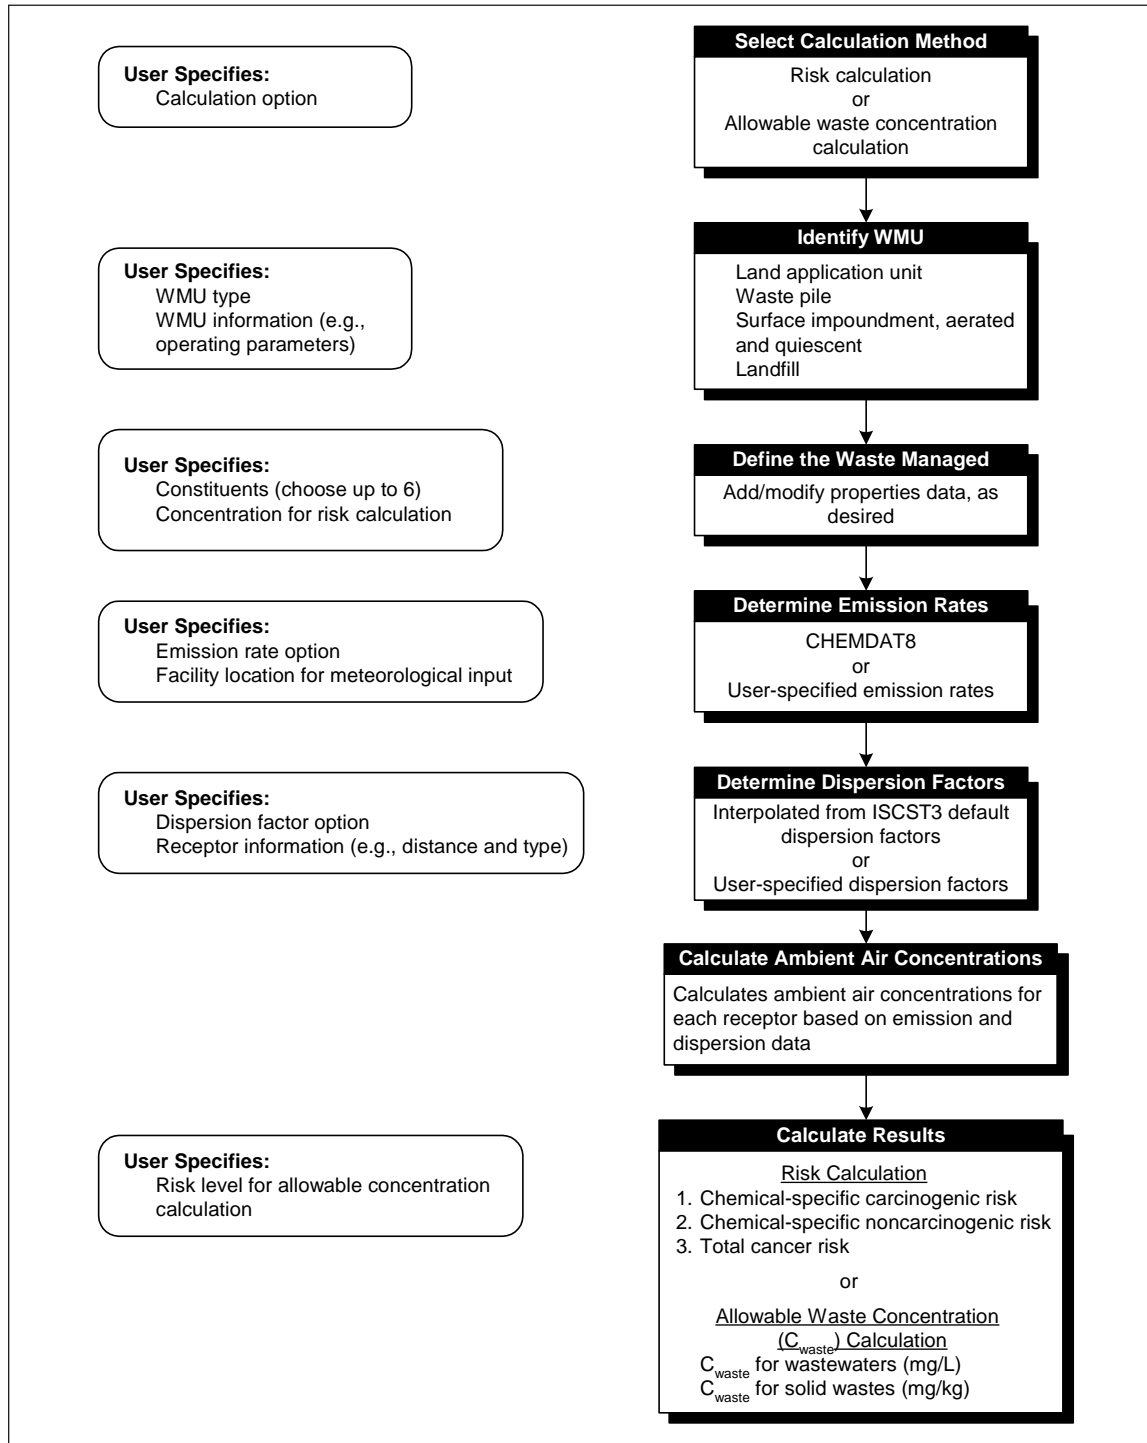 User Specifies:
Calculation option
Select Calculation Method
Risk calculation
or
Allowable waste concentration
calculation
User Specifies:
WMU type
WMU information (e.g.,
operating parameters)
Identify WMU
Land application unit
Waste pile
Surface impoundment, aerated
and quiescent
Landfill
User Specifies:
Constituents (choose up to 6)
Concentration for risk calculation
Define the Waste Managed
Add/modify properties data, as
desired
User Specifies:
Emission rate option
Facility location for meteorological input
Determine Emission Rates
CHEMDAT8
or
User-specified emission rates
User Specifies:
Dispersion factor option
Receptor information (e.g., distance and type)
Determine Dispersion Factors
Interpolated from ISCST3 default
dispersion factors
or
User-specified dispersion factors
Calculate Ambient Air Concentrations
Calculates ambient air concentrations for
each receptor based on emission and
dispersion data
User Specifies:
Risk level for allowable concentration
calculation
Calculate Results
Risk Calculation
1. Chemical-specific carcinogenic risk
2. Chemical-specific noncarcinogenic risk
3. Total cancer risk
or
Allowable Waste Concentration
(Cwaste) Calculation
Cwaste for wastewaters (mg/L)
Cwaste for solid wastes (mg/kg)